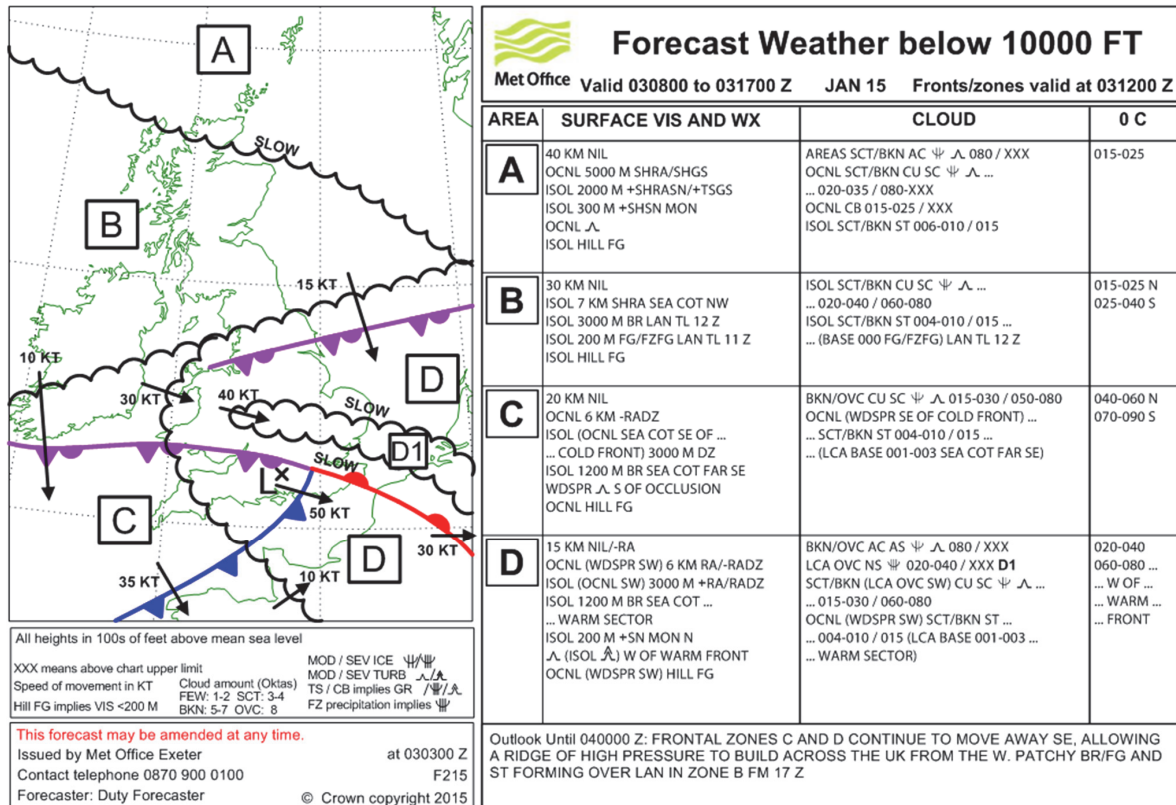 A
SLOW
B
15 KT
10 KT
D
30 KT
40 KT
SLOW
D1
SLOW
L
50 KT
C
D
30 KT
35 KT
10 KT
All heights in 100s of feet above mean sea level
XXX means above chart upper limit
Speed of movement in KT
Hill FG implies VIS <200 M
Cloud amount (Oktas)
FEW: 1-2 SCT: 3-4
BKN: 5-7 OVC: 8
MOD / SEV ICE /
MOD / SEV TURB /
TS / CB implies GR / /
FZ precipitation implies
This forecast may be amended at any time.
Issued by Met Office Exeter at 030300 Z
Contact telephone 0870 900 0100 F215
Forecaster: Duty Forecaster © Crown copyright 2015
Met Office
Forecast Weather below 10000 FT
Valid 030800 to 031700 Z JAN 15 Fronts/zones valid at 031200 Z
AREA SURFACE VIS AND WX CLOUD 0 C
A
40 KM NIL
OCNL 5000 M SHRA/SHGS
ISOL 2000 M +SHRASN/+TSGS
ISOL 300 M +SHSN MON
OCNL
ISOL HILL FG
AREAS SCT/BKN AC 080 / XXX
OCNL SCT/BKN CU SC ...
... 020-035 / 080-XXX
OCNL CB 015-025 / XXX
ISOL SCT/BKN ST 006-010 / 015
015-025
B
30 KM NIL
ISOL 7 KM SHRA SEA COT NW
ISOL 3000 M BR LAN TL 12 Z
ISOL 200 M FG/FZFG LAN TL 11 Z
ISOL HILL FG
ISOL SCT/BKN CU SC ...
... 020-040 / 060-080
ISOL SCT/BKN ST 004-010 / 015 ...
... (BASE 000 FG/FZFG) LAN TL 12 Z
015-025 N
025-040 S
C
20 KM NIL
OCNL 6 KM -RADZ
ISOL (OCNL SEA COT SE OF ...
... COLD FRONT) 3000 M DZ
ISOL 1200 M BR SEA COT FAR SE
WDSPR S OF OCCLUSION
OCNL HILL FG
BKN/OVC CU SC 015-030 / 050-080
OCNL (WDSPR SE OF COLD FRONT) ...
... SCT/BKN ST 004-010 / 015 ...
... (LCA BASE 001-003 SEA COT FAR SE)
040-060 N
070-090 S
D
15 KM NIL/-RA
OCNL (WDSPR SW) 6 KM RA/-RADZ
ISOL (OCNL SW) 3000 M +RA/RADZ
ISOL 1200 M BR SEA COT ...
... WARM SECTOR
ISOL 200 M +SN MON N
(ISOL ) W OF WARM FRONT
OCNL (WDSPR SW) HILL FG
BKN/OVC AC AS 080 / XXX
LCA OVC NS 020-040 / XXX D1
SCT/BKN (LCA OVC SW) CU SC ...
... 015-030 / 060-080
OCNL (WDSPR SW) SCT/BKN ST ...
... 004-010 / 015 (LCA BASE 001-003 ...
... WARM SECTOR)
020-040
060-080 ...
... W OF ...
... WARM ...
... FRONT
Outlook Until 040000 Z: FRONTAL ZONES C AND D CONTINUE TO MOVE AWAY SE, ALLOWING
A RIDGE OF HIGH PRESSURE TO BUILD ACROSS THE UK FROM THE W. PATCHY BR/FG AND
ST FORMING OVER LAN IN ZONE B FM 17 Z